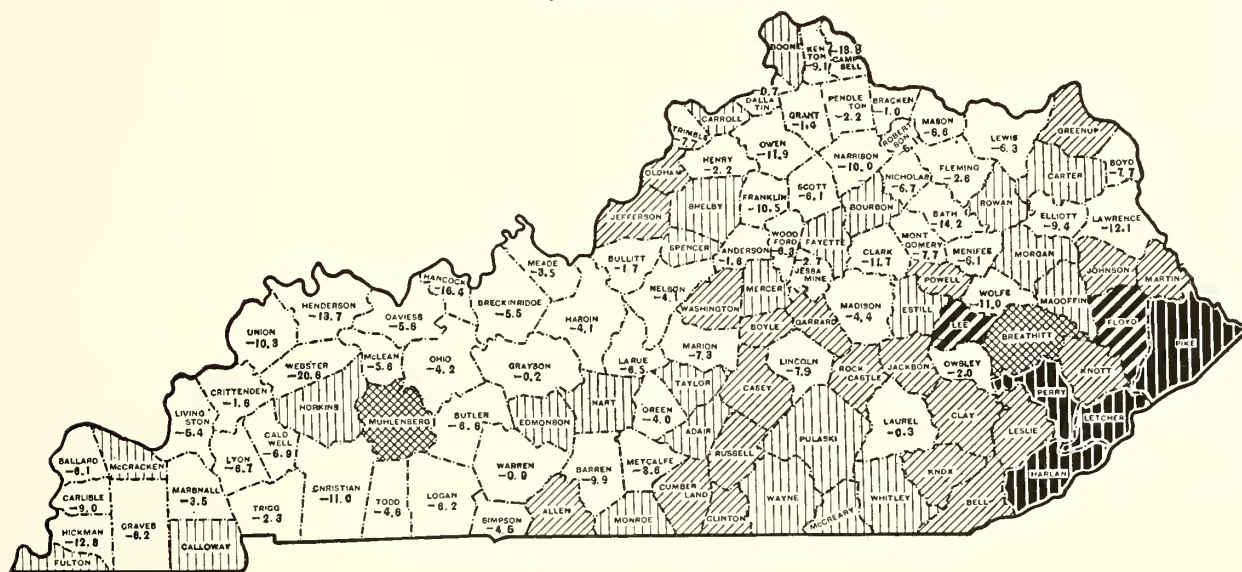 BOONE
KEN
TON
-9.1
-18.8
CAMP
BELL
0.7
DALLA
TIN
CARROLL
TRIMBLE
-7.7
GRANT
-1.4
PENDLE
TON
-2.2
BRACKEN
-1.0
MASON
-6.6
ROBERT
SON
LEWIS
-6.3
GREENUP
OWEN
-11.9
OLDHAM
HENRY
-2.2
HARRISON
-10.0
NICHOLAS
-6.7
FLEMING
-2.6
CARTER
BOYD
-7.7
JEFFERSON
SHELBY
FRANKLIN
-10.5
SCOTT
-6.1
BOURBON
BATH
-14.2
ROWAN
ELLIOTT
-9.4
LAWRENCE
-12.1
SPENCER
ANDERSON
-1.6
WOOD
FORD
-6.3
FAYETTE
CLARK
-11.7
MONT
GOMERY
-7.7
MENIFEE
-6.1
MORGAN
JOHNSON
MARTIN
MEADE
-3.5
BULLITT
-1.7
NELSON
-4.1
-2.7
JESSA
MINE
MERCER
POWELL
WOLFE
-11.0
MAGOFFIN
HANCOCK
-16.4
BRECKINRIDGE
-5.5
WASHINGTON
MADISON
-4.4
ESTILL
LEE
FLOYD
PIKE
HENDERSON
-13.7
DAVIESS
-5.6
HARDIN
-4.1
BOYLE
GARRARD
BREATHITT
UNION
-10.3
WEBSTER
-20.6
MCLEAN
-5.6
OHIO
-4.2
GRAYSON
-0.2
LARUE
-6.5
MARION
-7.3
LINCOLN
-7.9
ROCK
CASTLE
JACKSON
OWSLEY
-2.0
KNOTT
CRITTENDEN
-1.6
HOPKINS
MUHLENBERG
BUTLER
-6.6
EDMONSON
HART
GREEN
-4.0
TAYLOR
CASEY
PERRY
LETCHER
LIVING
STON
-5.4
CALD
WELL
-6.9
LYON
-6.7
ADAIR
PULASKI
LAUREL
-0.3
CLAY
LESLIE
HARLAN
BALLARD
-6.1
MCCRACKEN
WARREN
-0.9
BARREN
-9.9
METCALFE
RUSSELL
KNOX
BELL
CARLISLE
-9.0
MARSHALL
-3.5
TRIGG
-2.3
CHRISTIAN
-11.0
TODD
-4.6
LOGAN
-6.2
SIMPSON
-4.5
ALLEN
MONROE
CUMBER
LAND
CLINTON
WAYNE
MCCREARY
WHITLEY
HICKMAN
-12.8
GRAVES
-6.2
CALLOWAY
FULTON